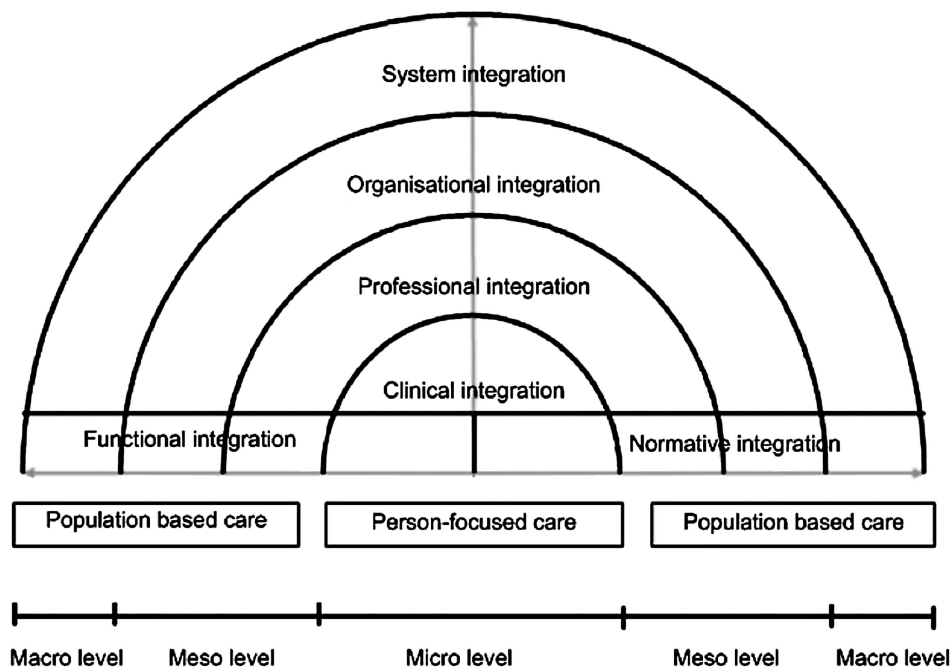 System integration
Organisational integration
Professional integration
Clinical integration
Functional integration
Normative integration
Population based care
Person-focused care
Population based care
Macro level
Meso level
Micro level
Meso level
Macro level